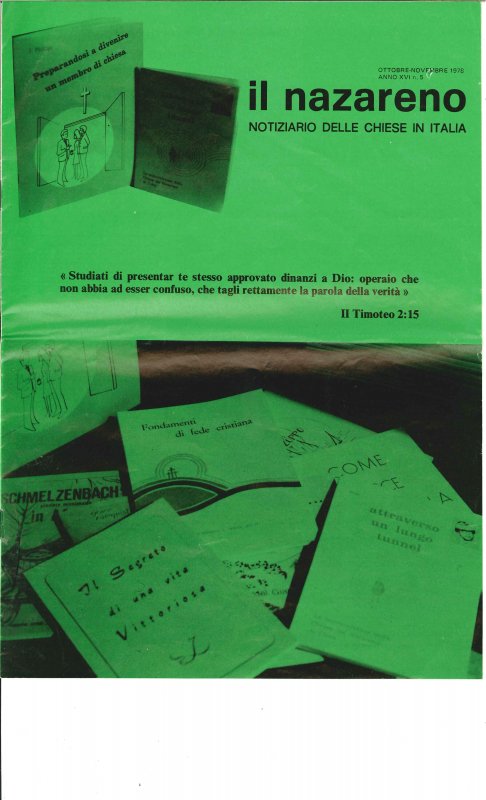 OTTOBRE-NOVEMBRE 1978
ANNO XVI n. 5
il nazareno
NOTIZIARIO DELLE CHIESE IN ITALIA
Preparandosi a divenire
un membro di chiesa
« Studiati di presentar te stesso approvato dinanzi a Dio: operaio che
non abbia ad esser confuso, che tagli rettamente la parola della verità »
II Timoteo 2:15
Fondamenti
di fede cristiana
SCHMELZENBACH
in
COME
attraverso
un lungo
tunnel
Il Segreto
di una vita
Vittoriosa